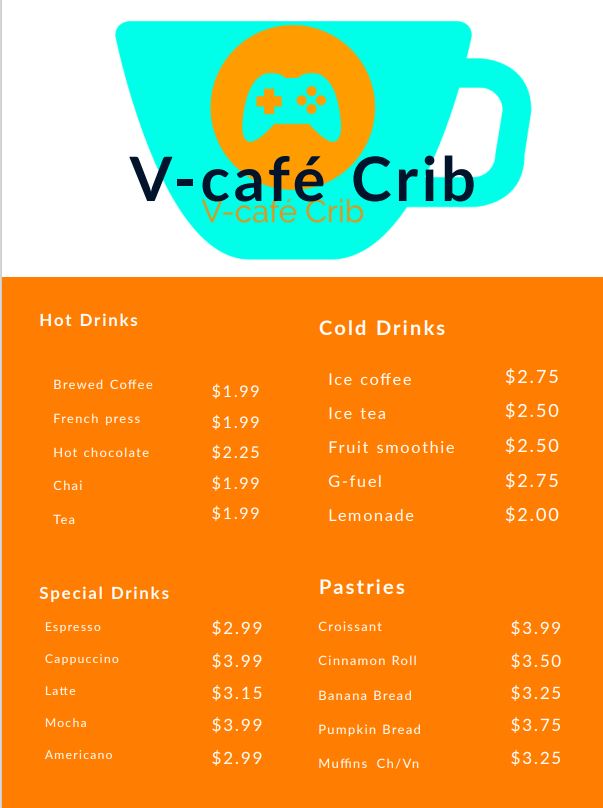 V-café Crib
V-café Crib
Hot Drinks
Brewed Coffee $1.99
French press $1.99
Hot chocolate $2.25
Chai $1.99
Tea $1.99
Cold Drinks
Ice coffee $2.75
Ice tea $2.50
Fruit smoothie $2.50
G-fuel $2.75
Lemonade $2.00
Special Drinks
Espresso $2.99
Cappuccino $3.99
Latte $3.15
Mocha $3.99
Americano $2.99
Pastries
Croissant $3.99
Cinnamon Roll $3.50
Banana Bread $3.25
Pumpkin Bread $3.75
Muffins Ch/Vn $3.25